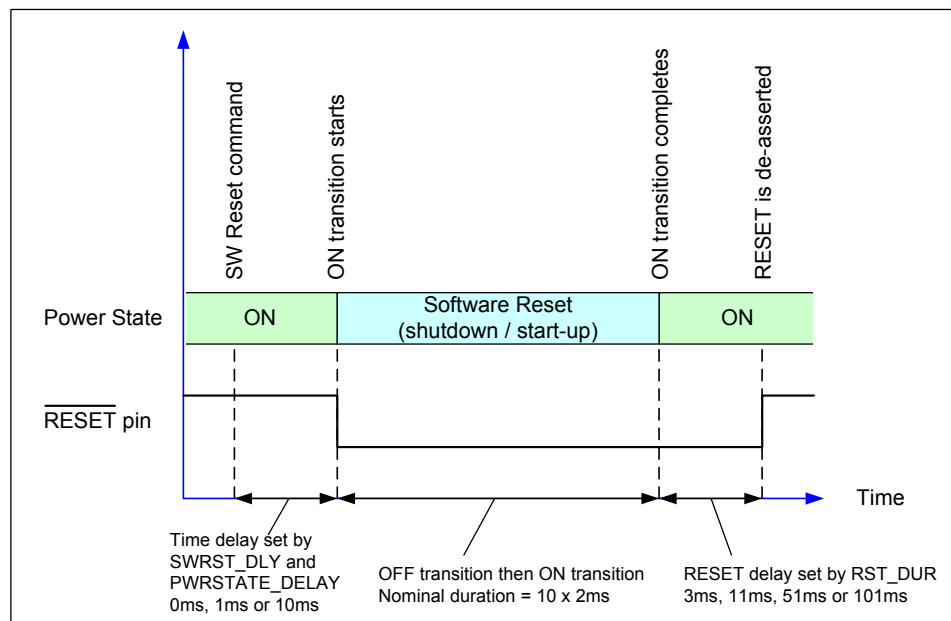 SW Reset command
ON transition starts
ON transition completes
RESET is de-asserted
Power State
ON
Software Reset
(shutdown / start-up)
ON
RESET pin
Time
Time delay set by
SWRST_DLY and
PWRSTATE_DELAY
0ms, 1ms or 10ms
OFF transition then ON transition
Nominal duration = 10 x 2ms
RESET delay set by RST_DUR
3ms, 11ms, 51ms or 101ms